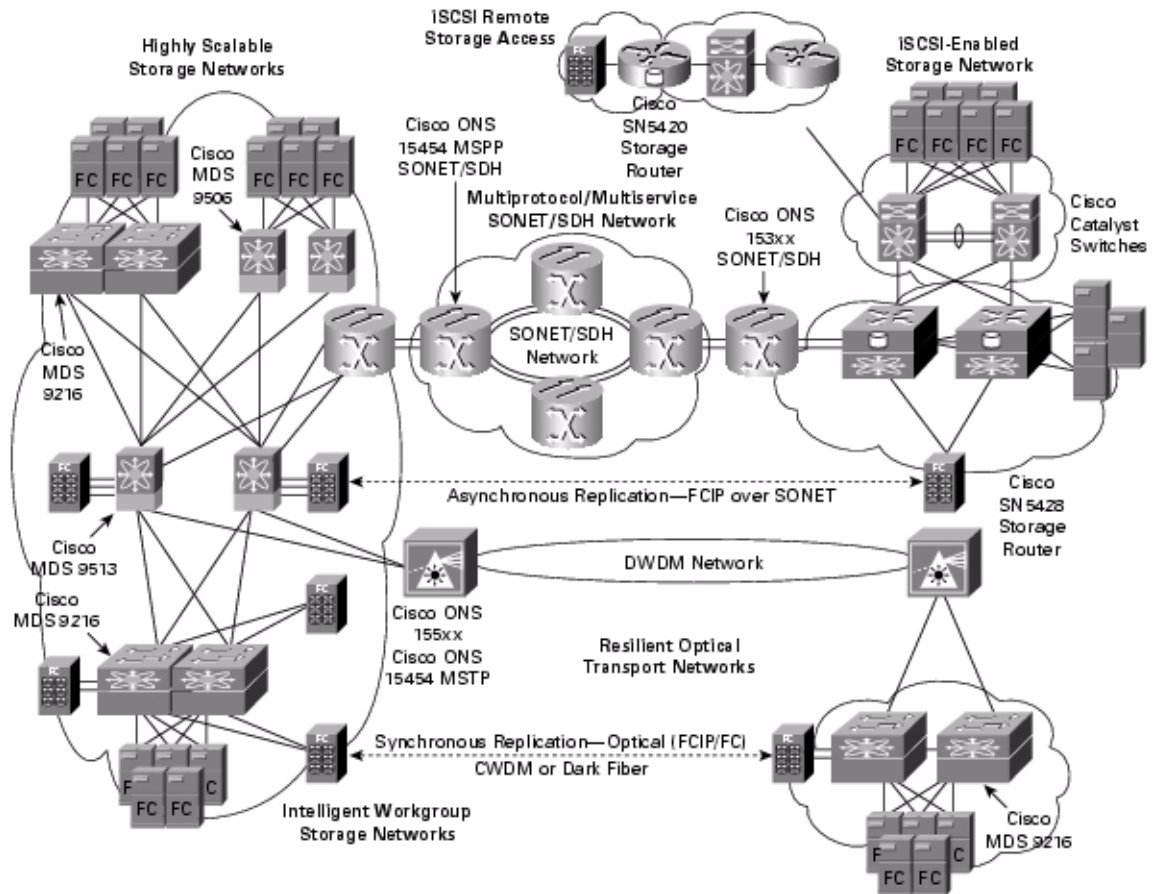 iSCSI Remote
Storage Access
Highly Scalable
Storage Networks
iSCSI-Enabled
Storage Network
FC
Cisco
SN5420
Storage
Router
Cisco ONS
15454 MSPP
SONET/SDH
Cisco
MDS
9506
FC FC FC
FC FC FC
FC FC FC FC
Multiprotocol/Multiservice
SONET/SDH Network
Cisco ONS
153xx
SONET/SDH
Cisco
Catalyst
Switches
SONET/SDH
Network
Cisco
MDS
9216
FC
FC
FC
Asynchronous Replication—FCIP over SONET
Cisco
SN5428
Storage
Router
Cisco
MDS 9513
DWDM Network
Cisco
MDS 9216
FC
FC
Cisco ONS
155xx
Cisco ONS
15454 MSTP
Resilient Optical
Transport Networks
Synchronous Replication—Optical (FCIP/FC)
CWDM or Dark Fiber
FC
FC
F C
FC FC
Intelligent Workgroup
Storage Networks
Cisco
MDS 9216
F C
FC FC